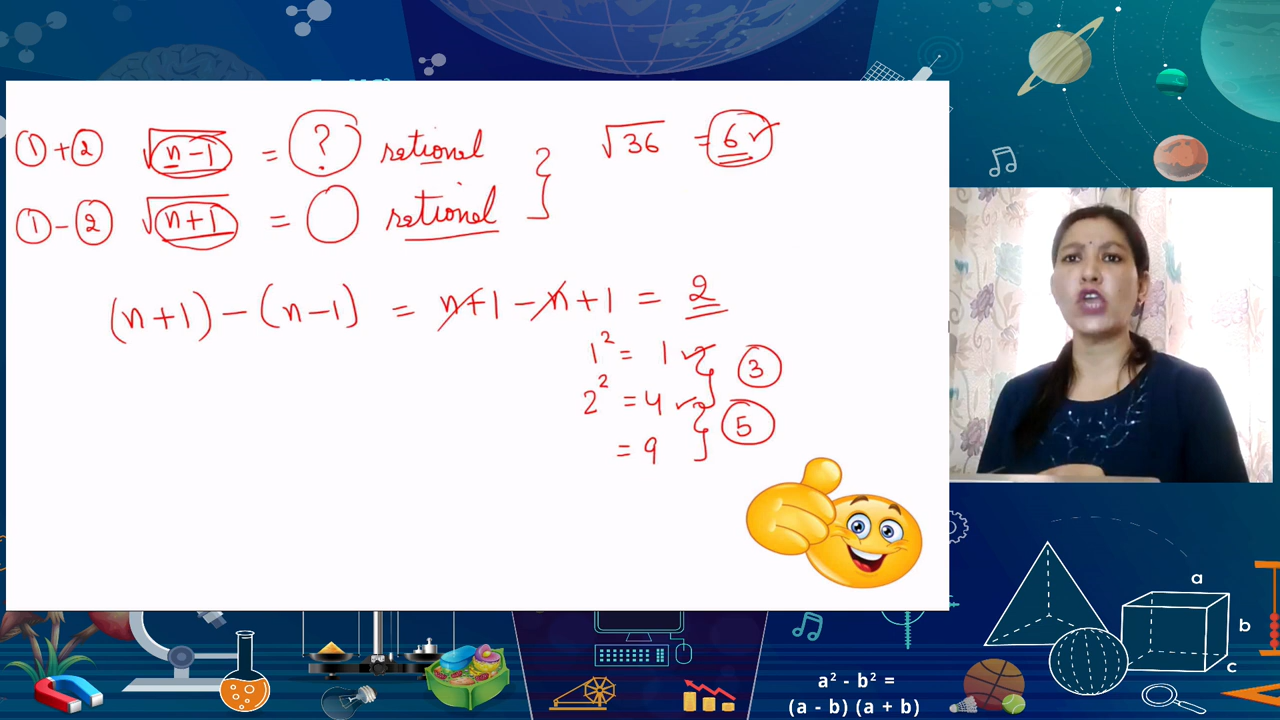 ①+② √n-1 = ? rational
①-② √n+1 = rational
√36 = 6
(n+1)-(n-1) = n+1-n+1 = 2
1² = 1
3
2² = 4
5
= 9
a
b
c
a² - b² =
(a - b) (a + b)